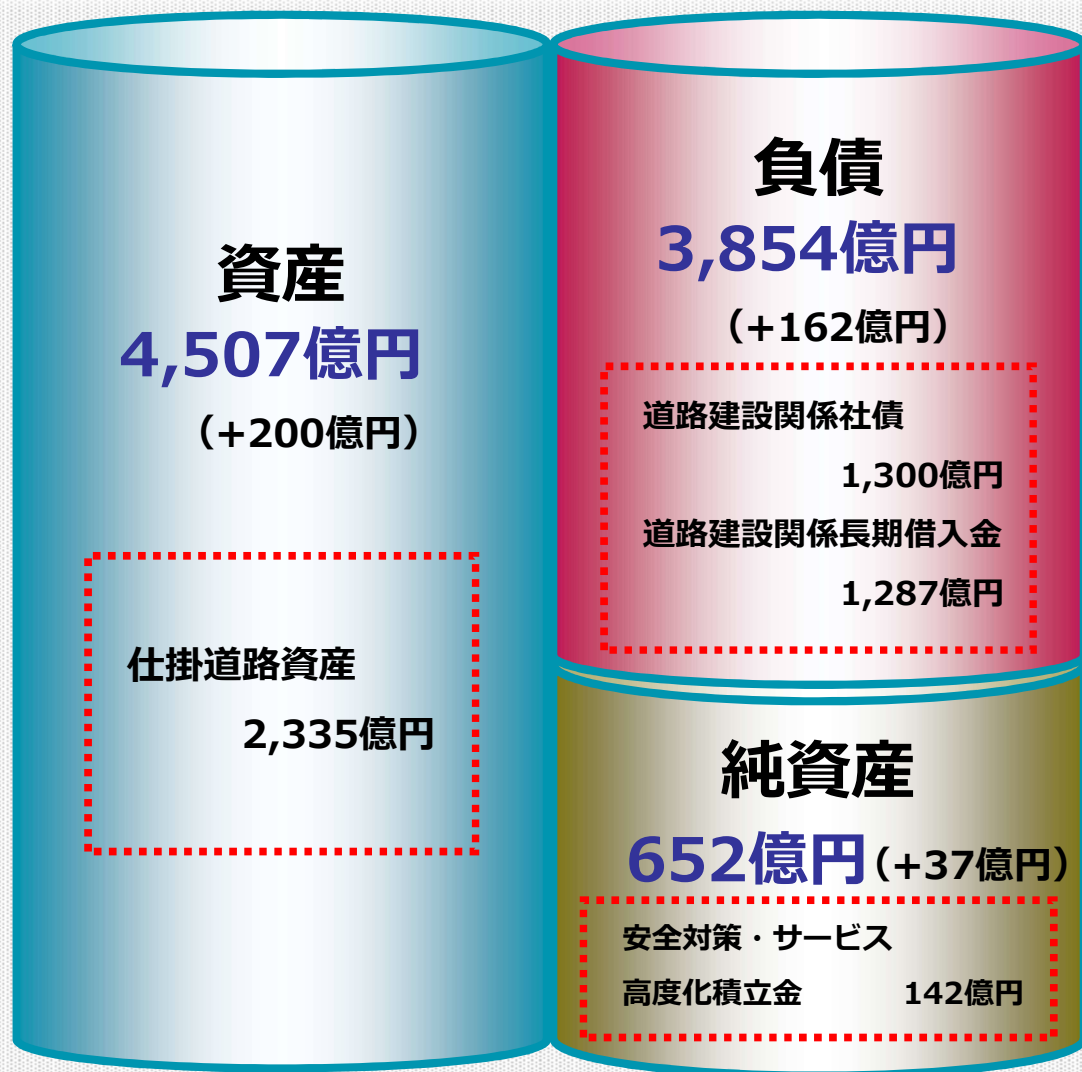 資産
4,507億円
（+200億円）
仕掛道路資産
2,335億円
負債
3,854億円
（+162億円）
道路建設関係社債
1,300億円
道路建設関係長期借入金
1,287億円
純資産
652億円（+37億円）
安全対策・サービス
高度化積立金 142億円